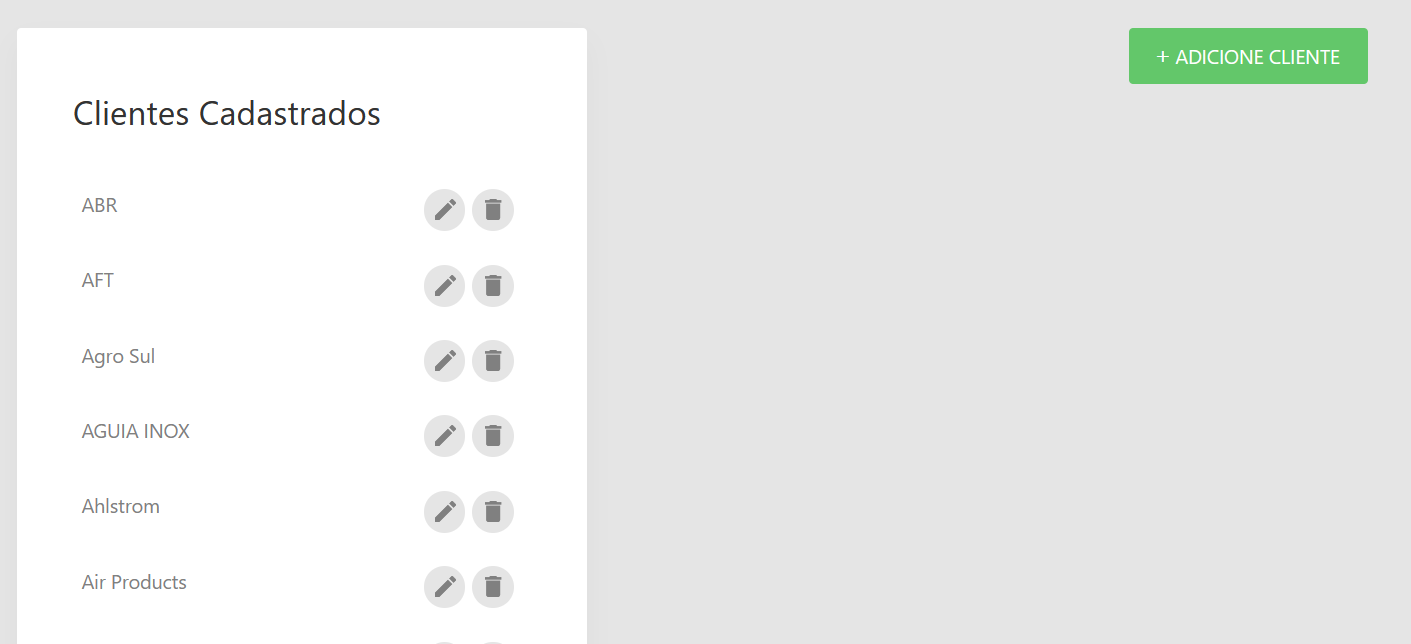 + ADICIONE CLIENTE
Clientes Cadastrados
ABR
AFT
Agro Sul
AGUIA INOX
Ahlstrom
Air Products